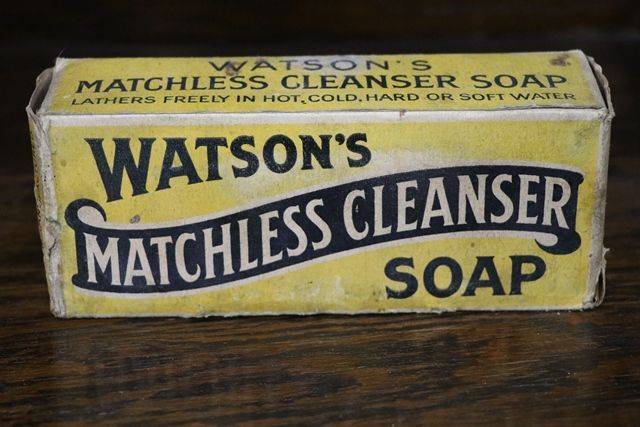 WATSON'S
MATCHLESS CLEANSER SOAP
LATHERS FREELY IN HOT, COLD, HARD OR SOFT WATER
WATSON'S
MATCHLESS CLEANSER
SOAP